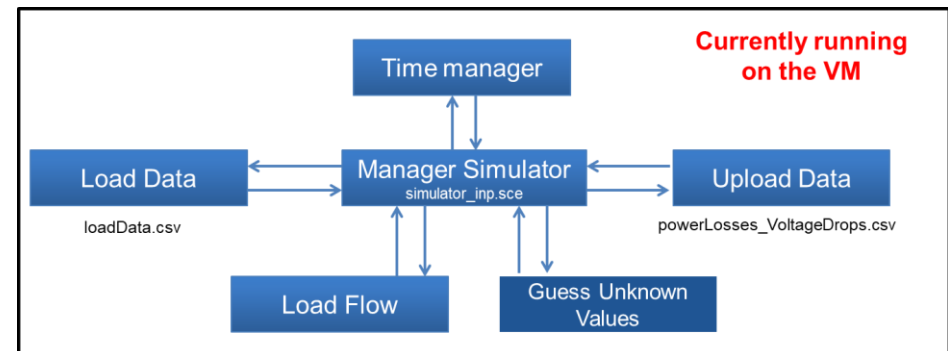 Currently running
on the VM
Time manager
Load Data
Manager Simulator
simulator_inp.sce
Upload Data
loadData.csv
powerLosses_VoltageDrops.csv
Load Flow
Guess Unknown
Values